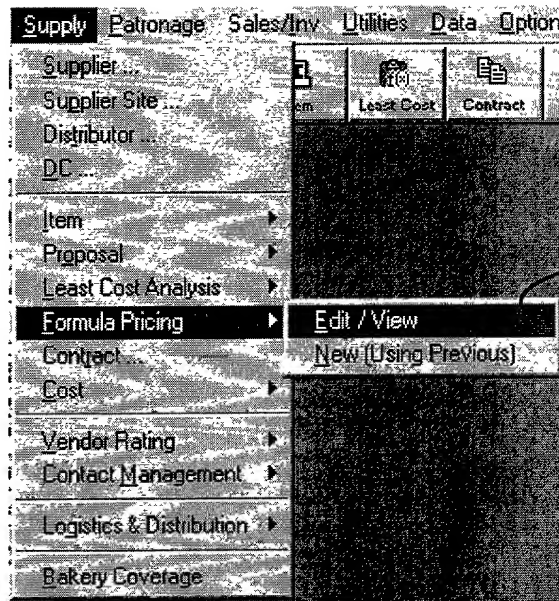 Supply Patronage Sales/Inv Utilities Data Option
Supplier ...
Supplier Site ...
Distributor ...
DC ...
em Least Cost Contract
Item
Proposal
Least Cost Analysis
Formula Pricing
Edit / View
New (Using Previous)
Contract ...
Cost
Vendor Rating
Contact Management
Logistics & Distribution
Bakery Coverage